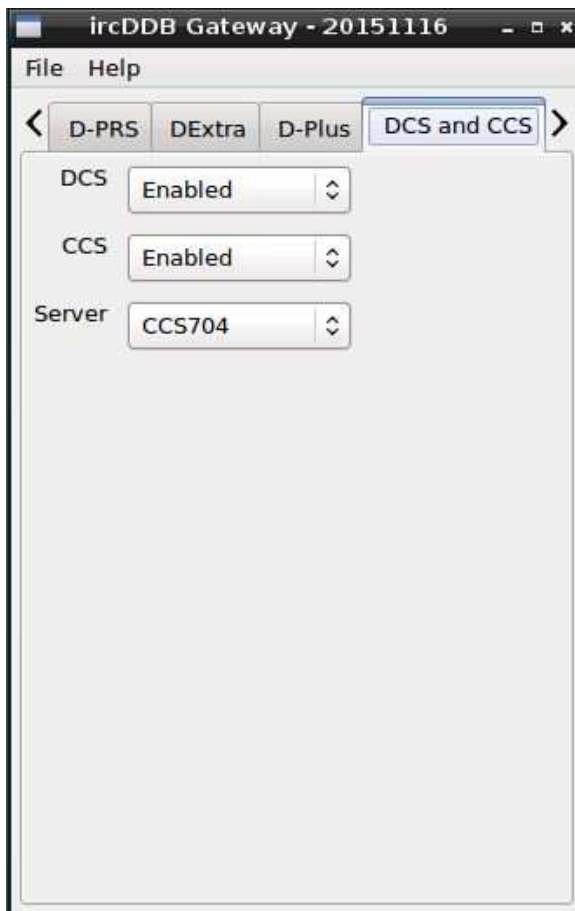 ircDDB Gateway - 20151116
File Help
D-PRS DExtra D-Plus DCS and CCS
DCS Enabled
CCS Enabled
Server CCS704